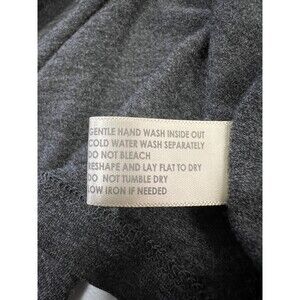 GENTLE HAND WASH INSIDE OUT
COLD WATER WASH SEPARATELY
DO NOT BLEACH
RESHAPE AND LAY FLAT TO DRY
DO NOT TUMBLE DRY
LOW IRON IF NEEDED